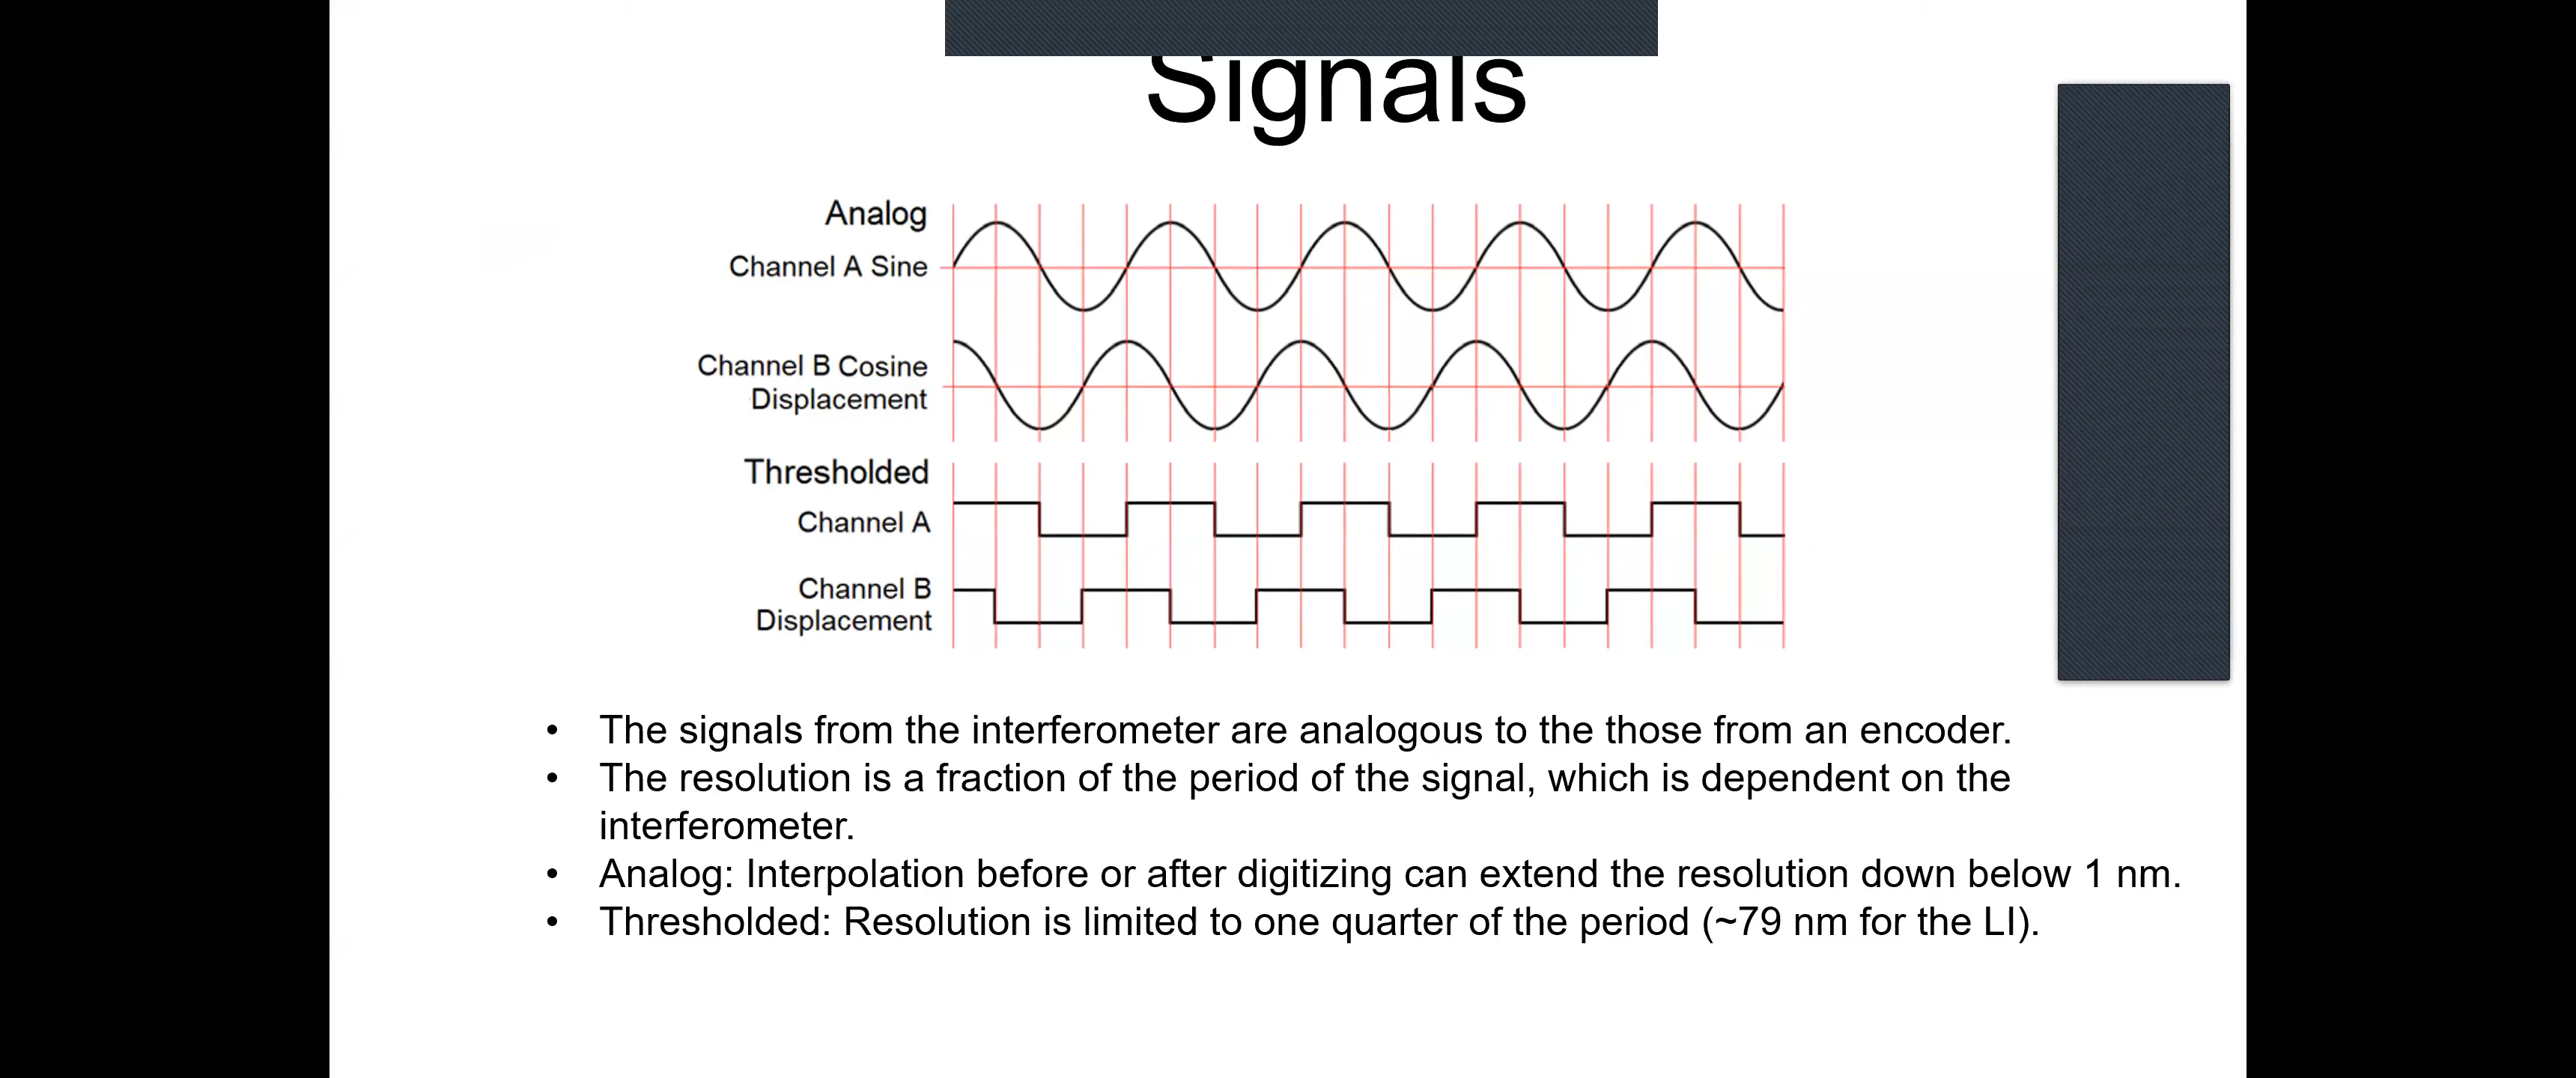 Signals
Analog
Channel A Sine
Channel B Cosine
Displacement
Thresholded
Channel A
Channel B
Displacement
• The signals from the interferometer are analogous to the those from an encoder.
• The resolution is a fraction of the period of the signal, which is dependent on the
interferometer.
• Analog: Interpolation before or after digitizing can extend the resolution down below 1 nm.
• Thresholded: Resolution is limited to one quarter of the period (~79 nm for the LI).